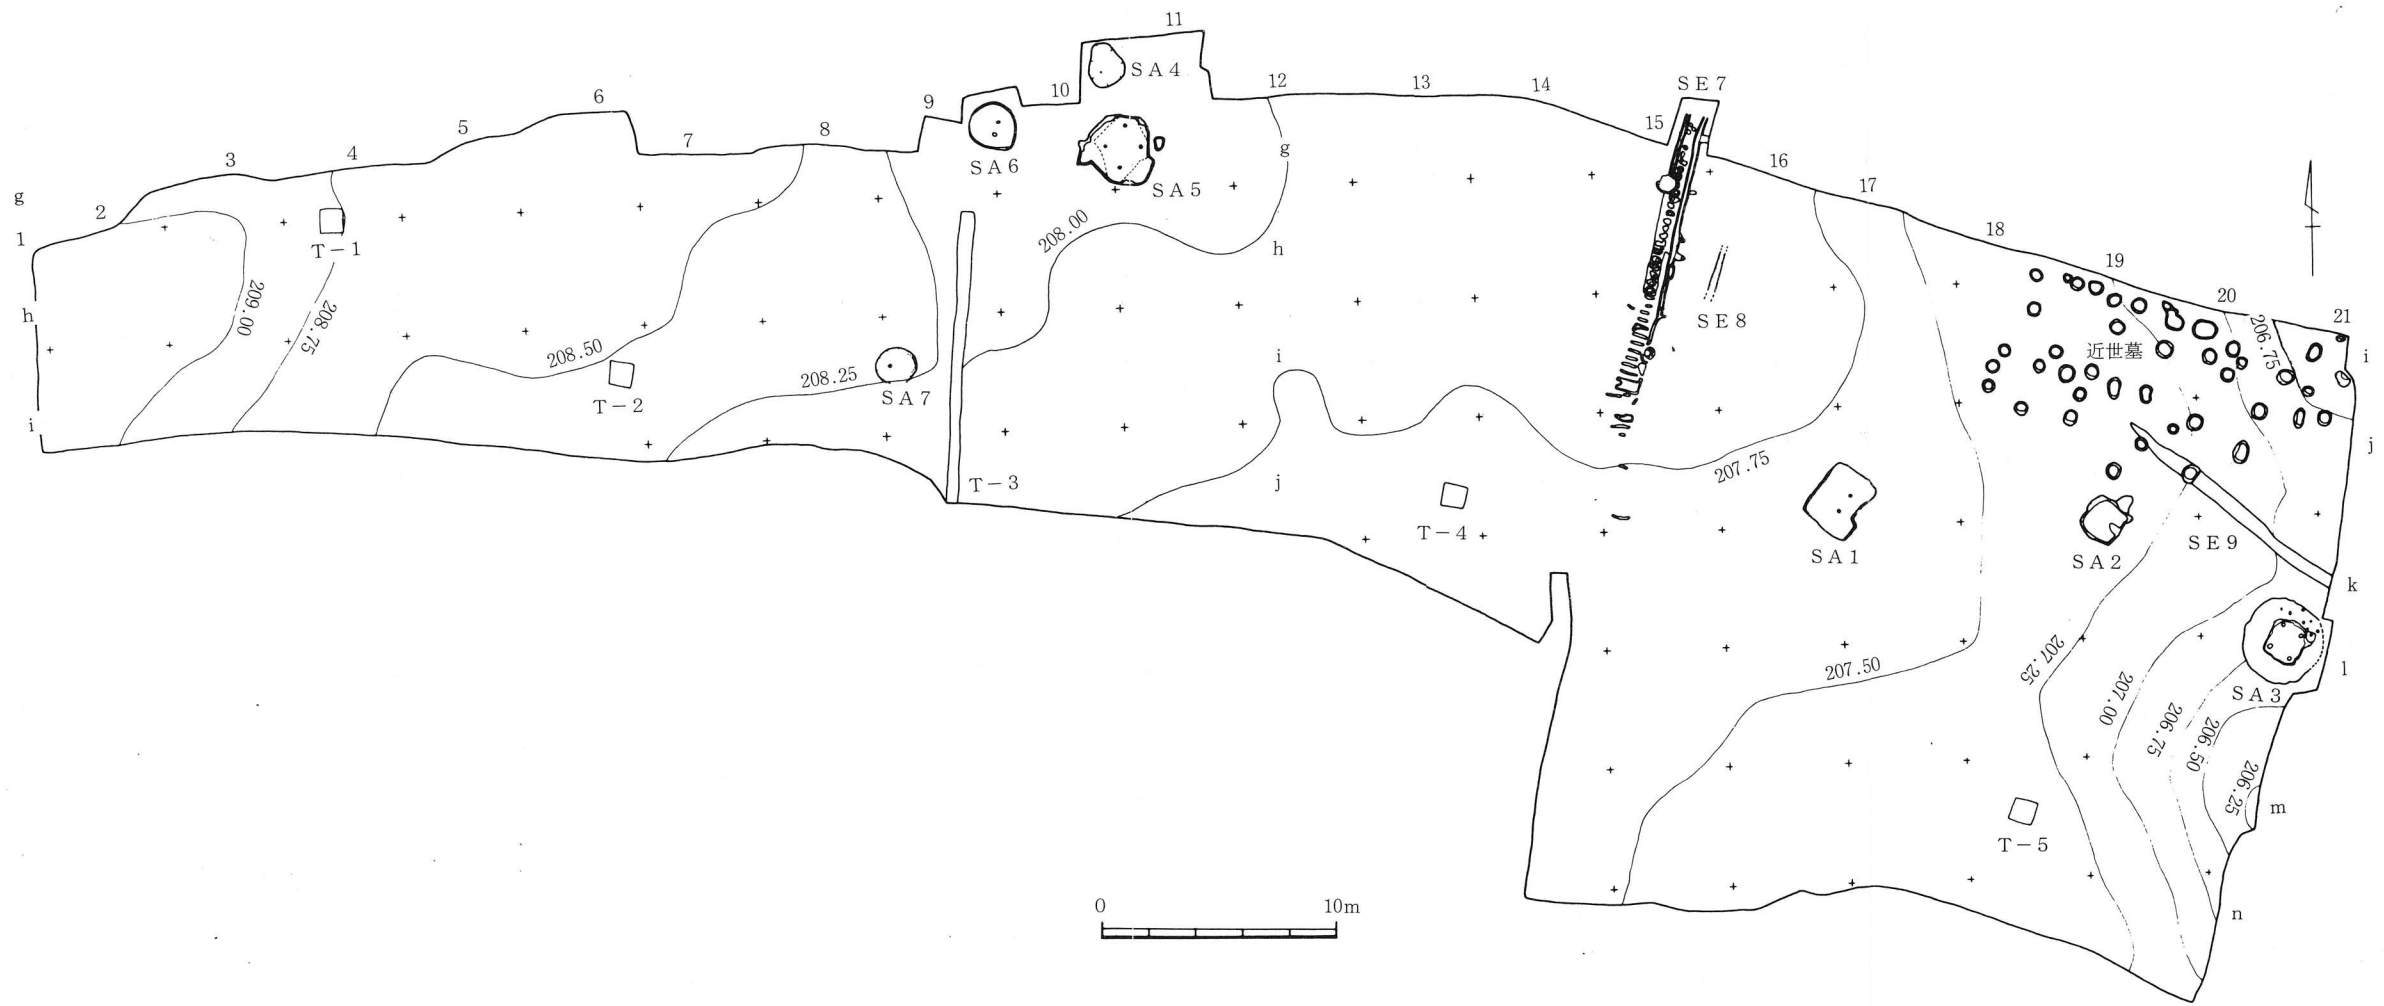 11
SA4
6
9
10
12
13
14
SE7
15
5
8
7
4
3
SA6
g
16
SA5
17
g
2
1
T-1
208.00
h
18
19
20
h
209.00
208.75
SE8
206.75
21
208.50
i
近世墓
i
208.25
T-2
SA7
i
j
207.75
T-3
j
T-4
SA1
SA2
SE9
k
207.50
207.25
l
207.00
SA3
206.75
206.50
206.25
m
T-5
0
10m
n